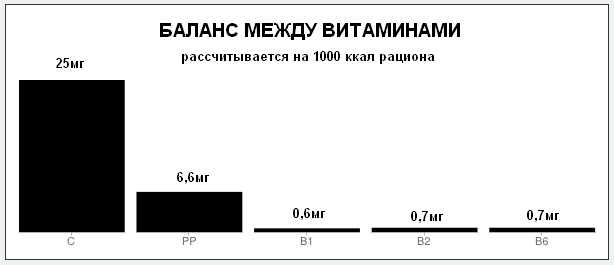 БАЛАНС МЕЖДУ ВИТАМИНАМИ
рассчитывается на 1000 ккал рациона
25мг
6,6мг
0,6мг
0,7мг
0,7мг
C PP B1 B2 B6